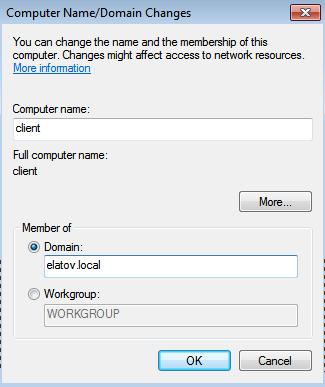 Computer Name/Domain Changes
You can change the name and the membership of this
computer. Changes might affect access to network resources.
More information
Computer name:
client
Full computer name:
client
More...
Member of
Domain:
elatov.local
Workgroup:
WORKGROUP
OK Cancel